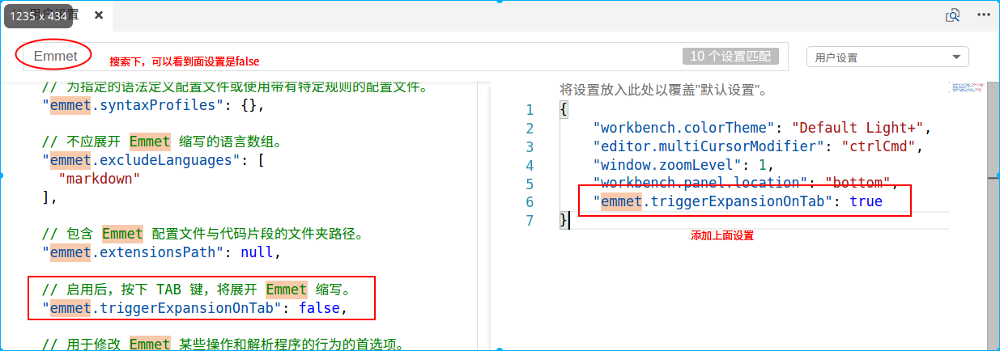 1235 x 434
用户设置
Emmet
搜索下，可以看到面设置是false
10 个设置匹配
用户设置
// 为指定的语法定义配置文件或使用带有特定规则的配置文件。
"emmet.syntaxProfiles": {},
// 不应展开 Emmet 缩写的语言数组。
"emmet.excludeLanguages": [
"markdown"
],
// 包含 Emmet 配置文件与代码片段的文件夹路径。
"emmet.extensionsPath": null,
// 启用后，按下 TAB 键，将展开 Emmet 缩写。
"emmet.triggerExpansionOnTab": false,
// 用于修改 Emmet 某些操作和解析程序的行为的首选项。
将设置放入此处以覆盖"默认设置"。
1 {
2 "workbench.colorTheme": "Default Light+",
3 "editor.multiCursorModifier": "ctrlCmd",
4 "window.zoomLevel": 1,
5 "workbench.panel.location": "bottom",
6 "emmet.triggerExpansionOnTab": true
7 }
添加上面设置